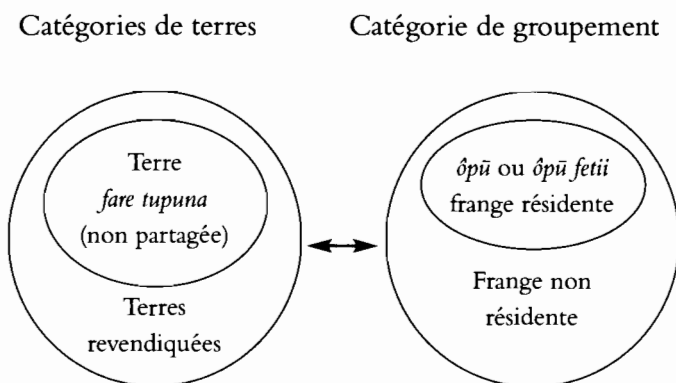 Catégories de terres
Catégorie de groupement
Terre
fare tupuna
(non partagée)
Terres
revendiquées
ôpū ou ôpū fetii
frange résidente
Frange non
résidente